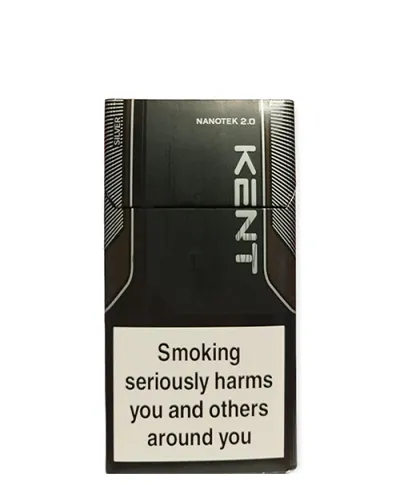 NANOTEK 2.0
SILVER
KENT
Smoking
seriously harms
you and others
around you